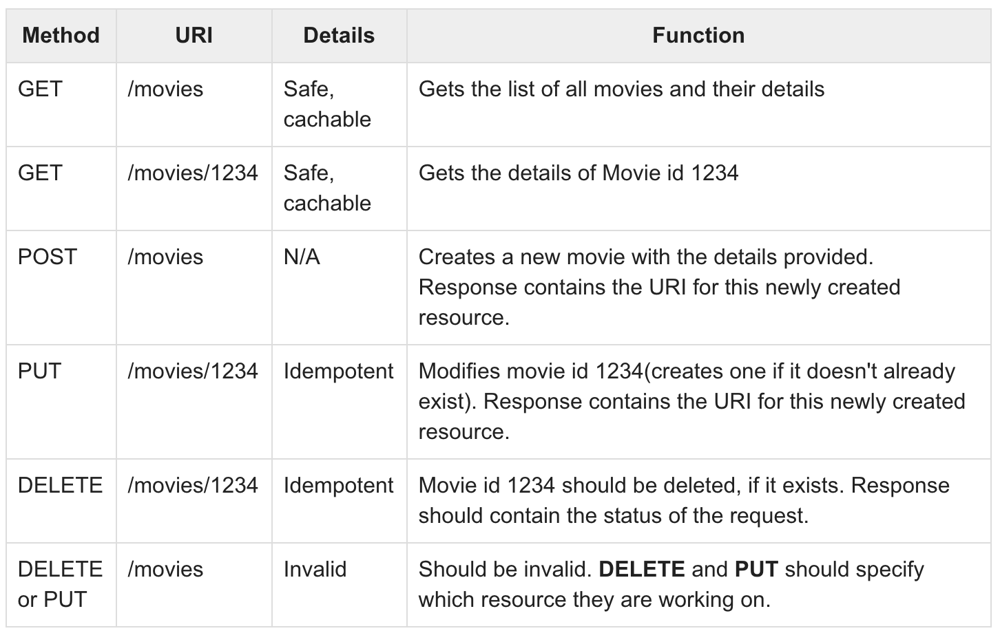 Method URI Details Function
GET /movies Safe, Gets the list of all movies and their details
cachable
GET /movies/1234 Safe, Gets the details of Movie id 1234
cachable
POST /movies N/A Creates a new movie with the details provided.
Response contains the URI for this newly created
resource.
PUT /movies/1234 Idempotent Modifies movie id 1234(creates one if it doesn't already
exist). Response contains the URI for this newly created
resource.
DELETE /movies/1234 Idempotent Movie id 1234 should be deleted, if it exists. Response
should contain the status of the request.
DELETE /movies Invalid Should be invalid. DELETE and PUT should specify
or PUT which resource they are working on.